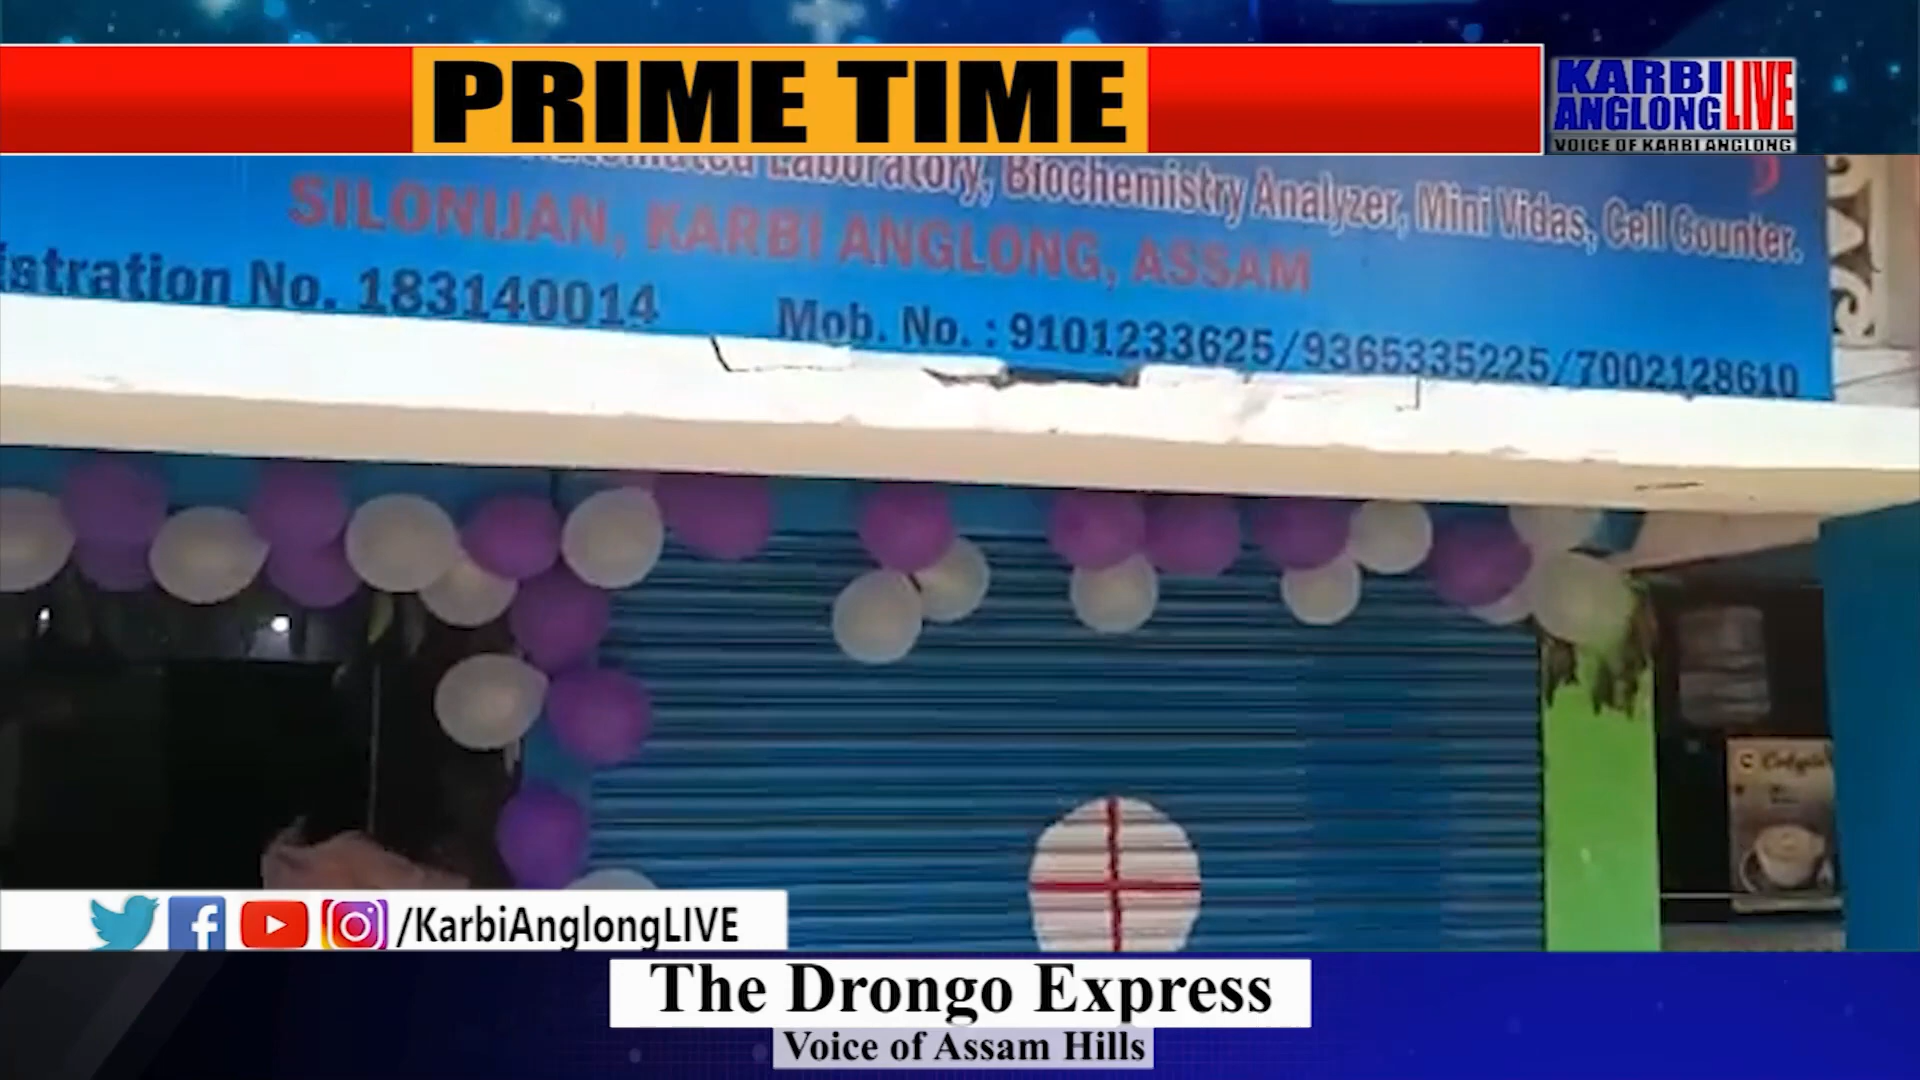 PRIME TIME
KARBI
ANGLONG LIVE
VOICE OF KARBI ANGLONG
Laboratory, Biochemistry Analyzer, Mini Vidas, Cell Counter.
SILONIJAN, KARBI ANGLONG, ASSAM
istration No. 183140014 Mob. No. : 9101233625/9365335225/7002128610
/KarbiAnglongLIVE
The Drongo Express
Voice of Assam Hills